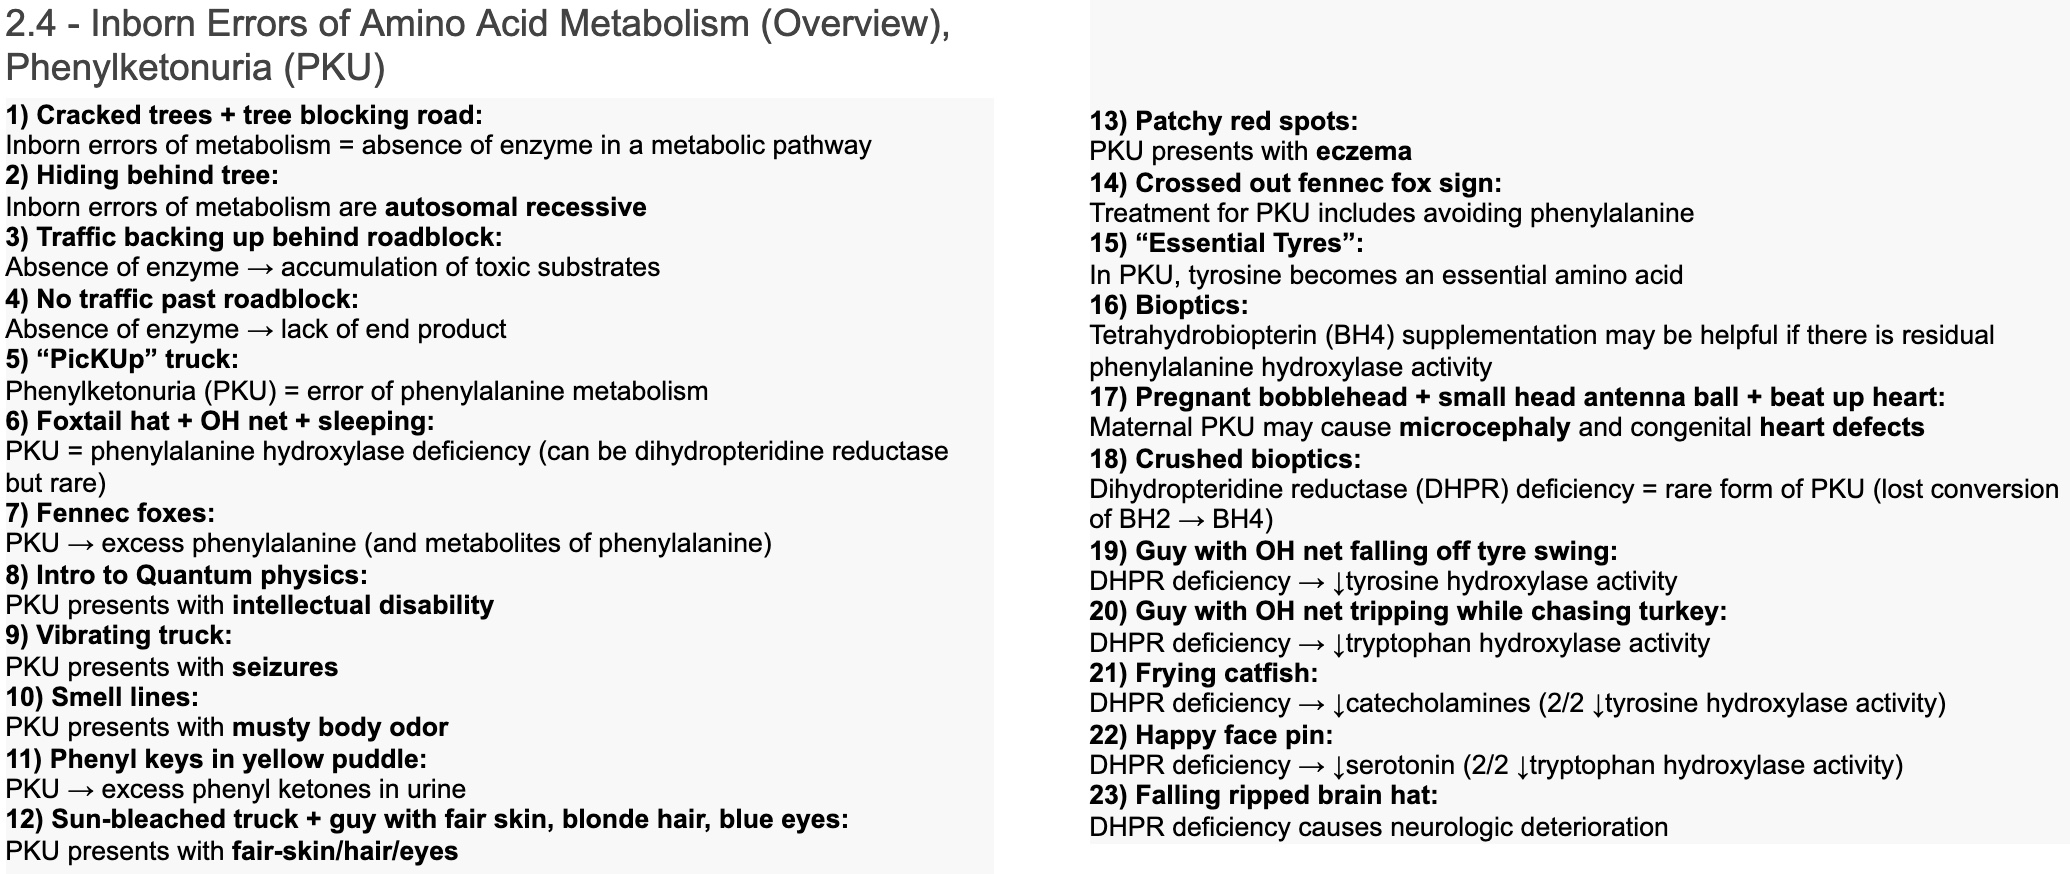 2.4 - Inborn Errors of Amino Acid Metabolism (Overview),
Phenylketonuria (PKU)
1) Cracked trees + tree blocking road:
Inborn errors of metabolism = absence of enzyme in a metabolic pathway
2) Hiding behind tree:
Inborn errors of metabolism are autosomal recessive
3) Traffic backing up behind roadblock:
Absence of enzyme → accumulation of toxic substrates
4) No traffic past roadblock:
Absence of enzyme → lack of end product
5) “PicKUp” truck:
Phenylketonuria (PKU) = error of phenylalanine metabolism
6) Foxtail hat + OH net + sleeping:
PKU = phenylalanine hydroxylase deficiency (can be dihydropteridine reductase
but rare)
7) Fennec foxes:
PKU → excess phenylalanine (and metabolites of phenylalanine)
8) Intro to Quantum physics:
PKU presents with intellectual disability
9) Vibrating truck:
PKU presents with seizures
10) Smell lines:
PKU presents with musty body odor
11) Phenyl keys in yellow puddle:
PKU → excess phenyl ketones in urine
12) Sun-bleached truck + guy with fair skin, blonde hair, blue eyes:
PKU presents with fair-skin/hair/eyes
13) Patchy red spots:
PKU presents with eczema
14) Crossed out fennec fox sign:
Treatment for PKU includes avoiding phenylalanine
15) “Essential Tyres”:
In PKU, tyrosine becomes an essential amino acid
16) Bioptics:
Tetrahydrobiopterin (BH4) supplementation may be helpful if there is residual
phenylalanine hydroxylase activity
17) Pregnant bobblehead + small head antenna ball + beat up heart:
Maternal PKU may cause microcephaly and congenital heart defects
18) Crushed bioptics:
Dihydropteridine reductase (DHPR) deficiency = rare form of PKU (lost conversion
of BH2 → BH4)
19) Guy with OH net falling off tyre swing:
DHPR deficiency → ↓tyrosine hydroxylase activity
20) Guy with OH net tripping while chasing turkey:
DHPR deficiency → ↓tryptophan hydroxylase activity
21) Frying catfish:
DHPR deficiency → ↓catecholamines (2/2 ↓tyrosine hydroxylase activity)
22) Happy face pin:
DHPR deficiency → ↓serotonin (2/2 ↓tryptophan hydroxylase activity)
23) Falling ripped brain hat:
DHPR deficiency causes neurologic deterioration